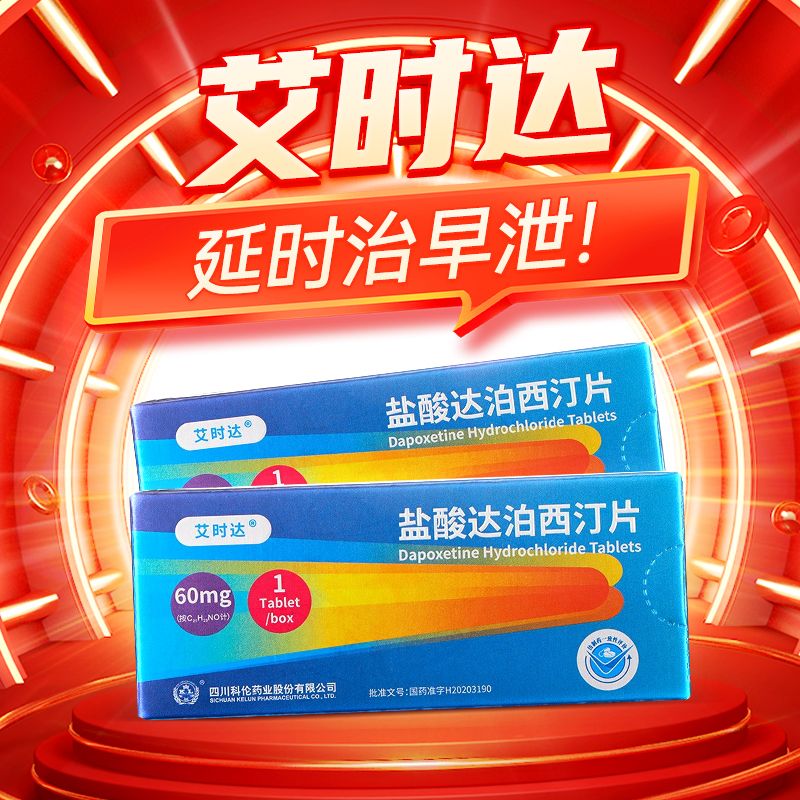 艾时达
延时治早泄!
艾时达®
盐酸达泊西汀片
Dapoxetine Hydrochloride Tablets
1
艾时达®
盐酸达泊西汀片
Dapoxetine Hydrochloride Tablets
60mg
1
Tablet
/box
四川科伦药业股份有限公司
SICHUAN KELUN PHARMACEUTICAL CO., LTD.
批准文号:国药准字H20203190